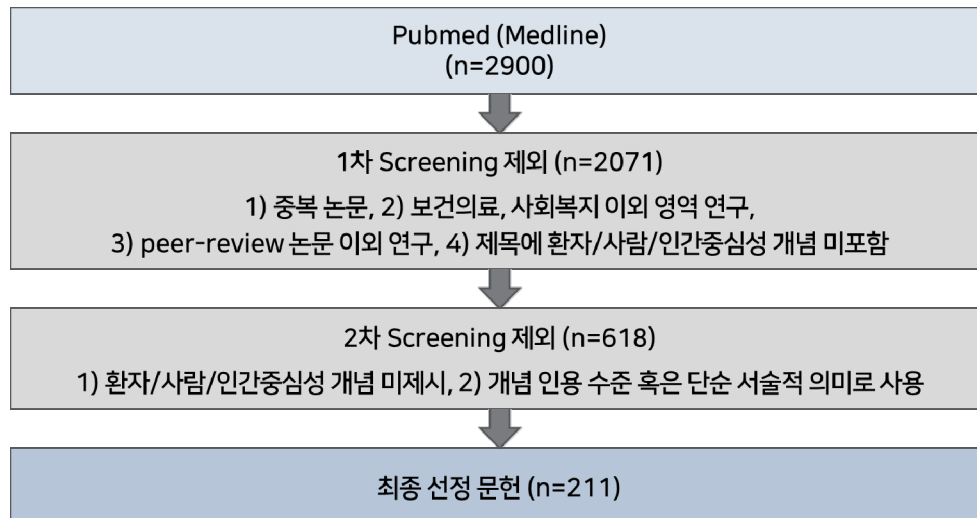 Pubmed (Medline)
(n=2900)
1차 Screening 제외 (n=2071)
1) 중복 논문, 2) 보건의료, 사회복지 이외 영역 연구,
3) peer-review 논문 이외 연구, 4) 제목에 환자/사람/인간중심성 개념 미포함
2차 Screening 제외 (n=618)
1) 환자/사람/인간중심성 개념 미제시, 2) 개념 인용 수준 혹은 단순 서술적 의미로 사용
최종 선정 문헌 (n=211)